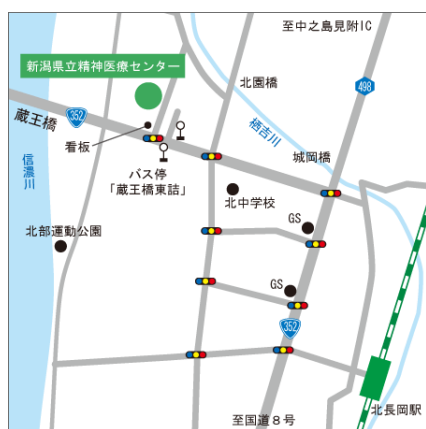 至中之島見附IC
新潟県立精神医療センター
北園橋
498
352
蔵王橋
栖吉川
看板
城岡橋
バス停
「蔵王橋東詰」
信濃川
北中学校
北部運動公園
GS
GS
352
北長岡駅
至国道８号